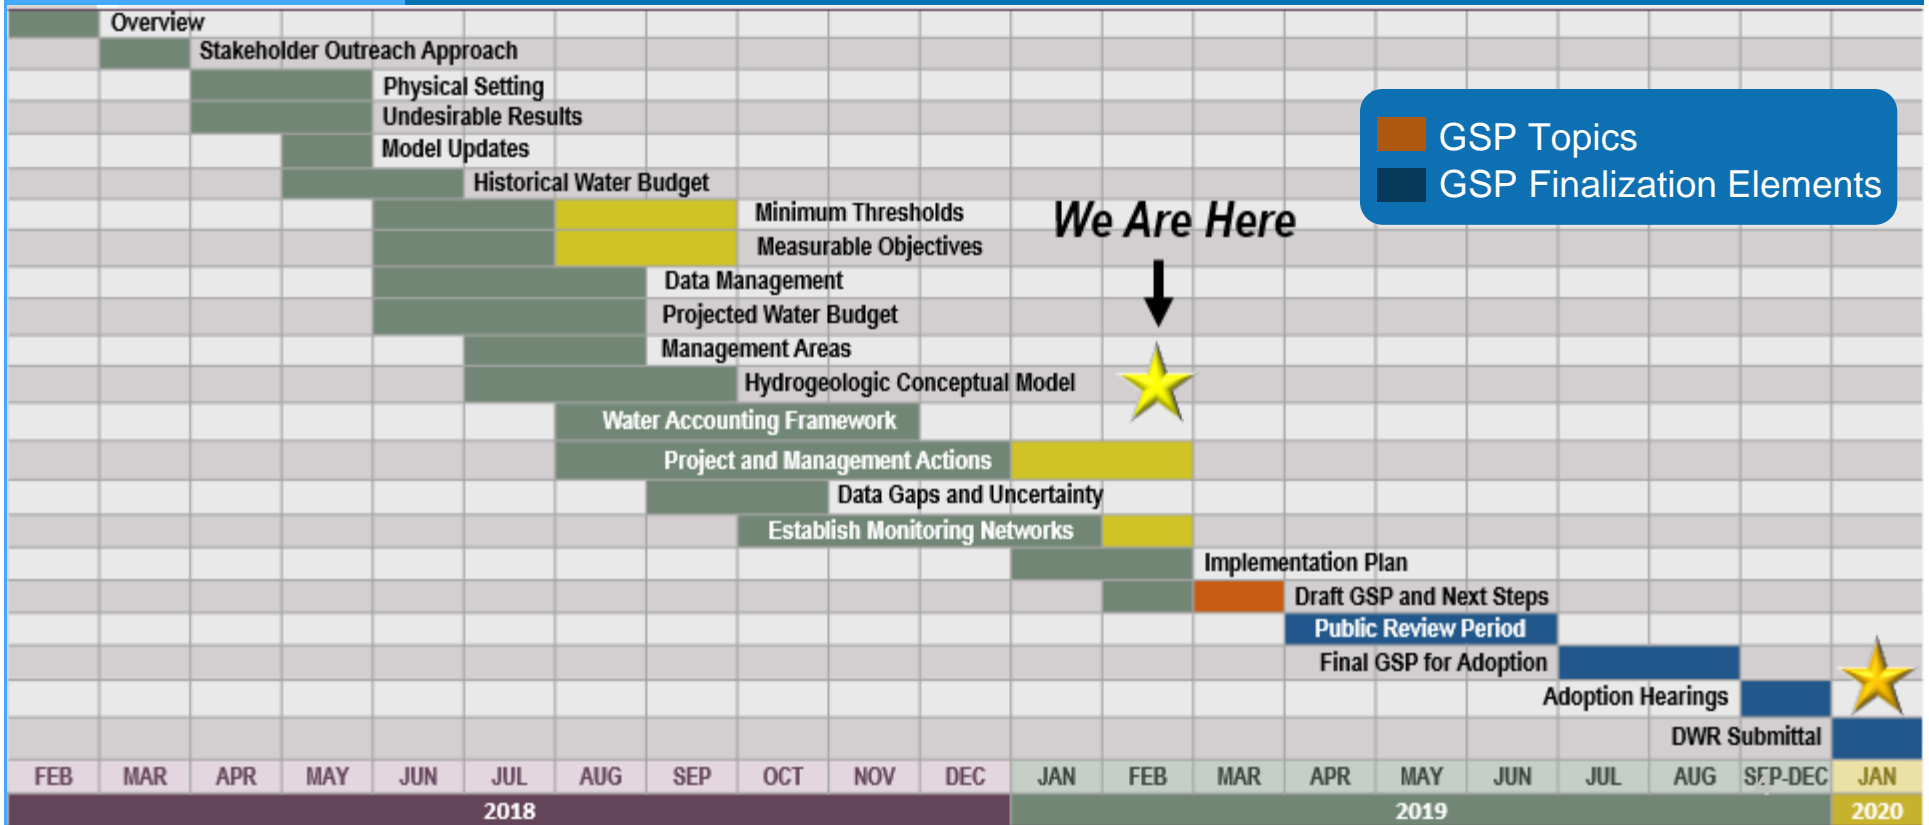 Overview
Stakeholder Outreach Approach
Physical Setting
Undesirable Results
Model Updates
Historical Water Budget
Minimum Thresholds
Measurable Objectives
Data Management
Projected Water Budget
Management Areas
Hydrogeologic Conceptual Model
Water Accounting Framework
Project and Management Actions
Data Gaps and Uncertainty
Establish Monitoring Networks
Implementation Plan
Draft GSP and Next Steps
Public Review Period
Final GSP for Adoption
Adoption Hearings
DWR Submittal
We Are Here
GSP Topics
GSP Finalization Elements
FEB MAR APR MAY JUN JUL AUG SEP OCT NOV DEC JAN FEB MAR APR MAY JUN JUL AUG SEP-DEC JAN
2018 2019 2020